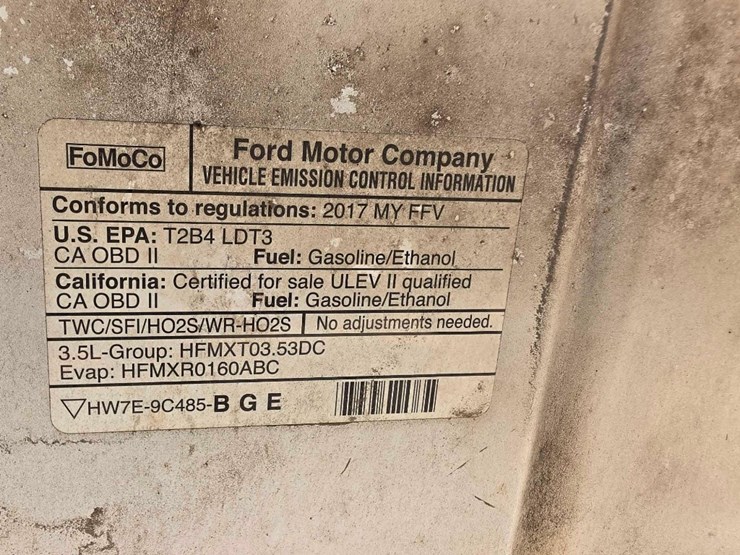 FoMoCo
Ford Motor Company
VEHICLE EMISSION CONTROL INFORMATION
Conforms to regulations: 2017 MY FFV
U.S. EPA: T2B4 LDT3
CA OBD II Fuel: Gasoline/Ethanol
California: Certified for sale ULEV II qualified
CA OBD II Fuel: Gasoline/Ethanol
TWC/SFI/HO2S/WR-HO2S No adjustments needed.
3.5L-Group: HFMXT03.53DC
Evap: HFMXR0160ABC
▽HW7E-9C485-B G E